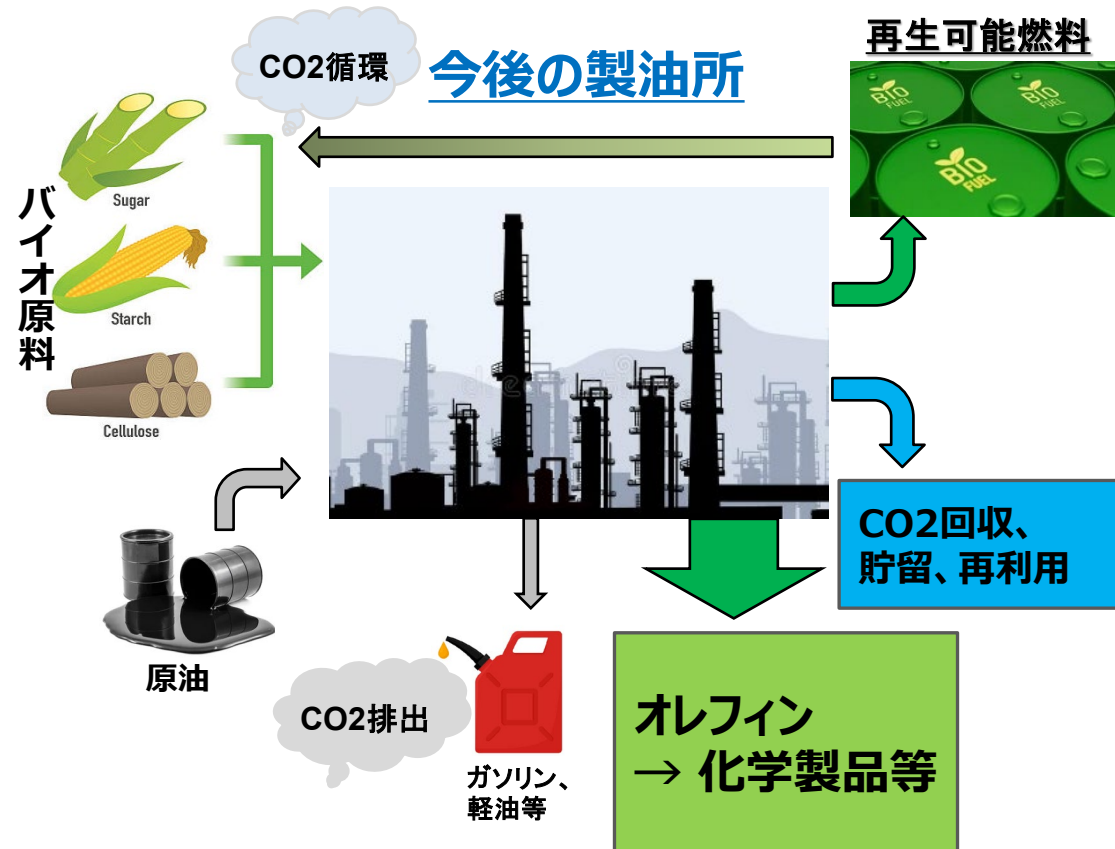 CO2循環
今後の製油所
再生可能燃料
BIO
FUEL
BIO
FUEL
BIO
FUEL
バイオ原料
Sugar
Starch
Cellulose
原油
CO2回収、
貯留、再利用
CO2排出
ガソリン、
軽油等
オレフィン
→ 化学製品等